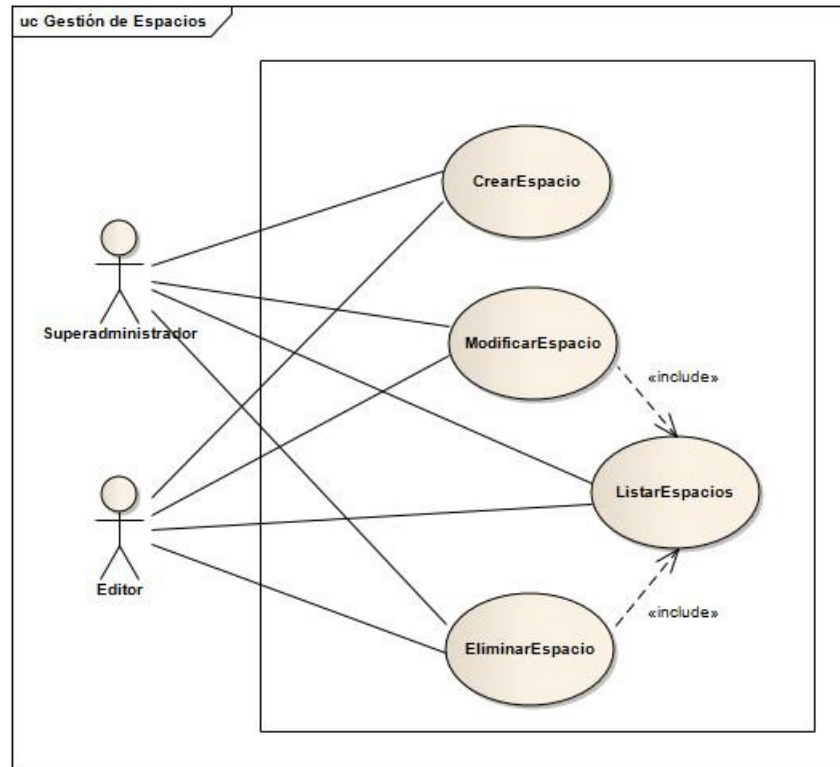 uc Gestión de Espacios
CrearEspacio
Superadministrador
ModificarEspacio
«include»
ListarEspacios
Editor
«include»
EliminarEspacio